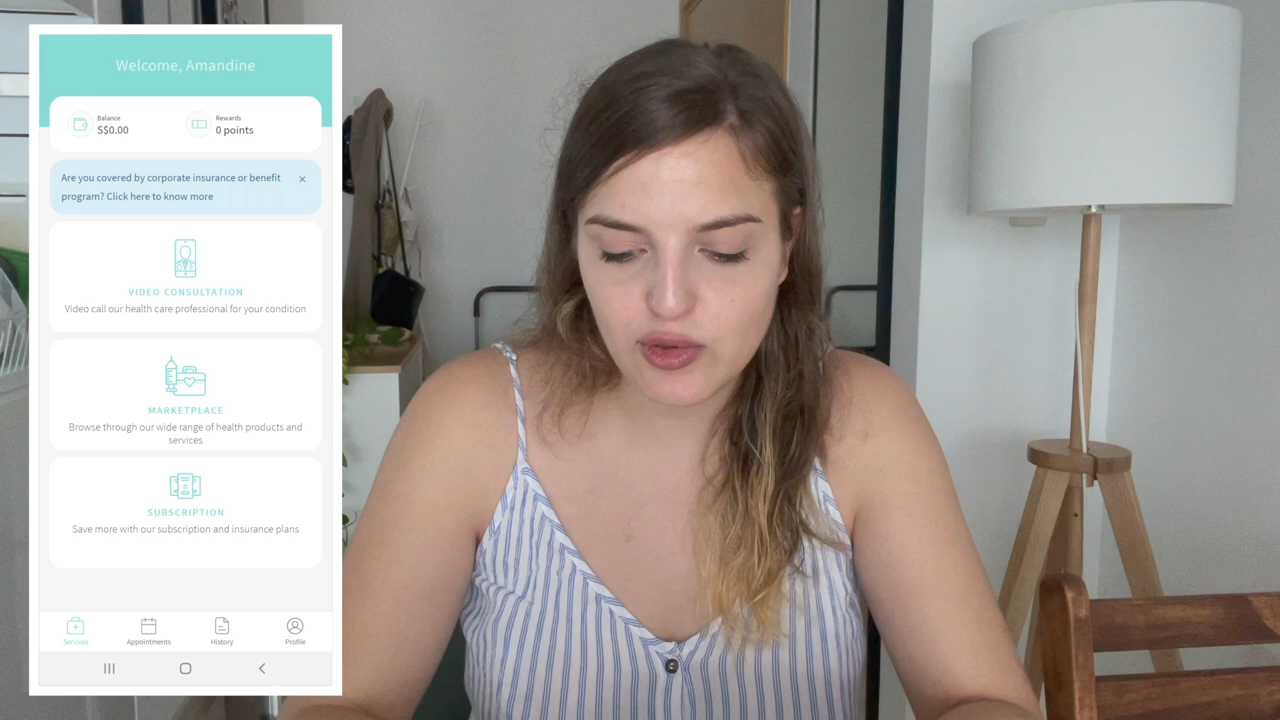 Welcome, Amandine
Balance
S$0.00
Rewards
0 points
Are you covered by corporate insurance or benefit
program? Click here to know more
VIDEO CONSULTATION
Video call our health care professional for your condition
MARKETPLACE
Browse through our wide range of health products and
services
SUBSCRIPTION
Save more with our subscription and insurance plans
Services
Appointments
History
Profile